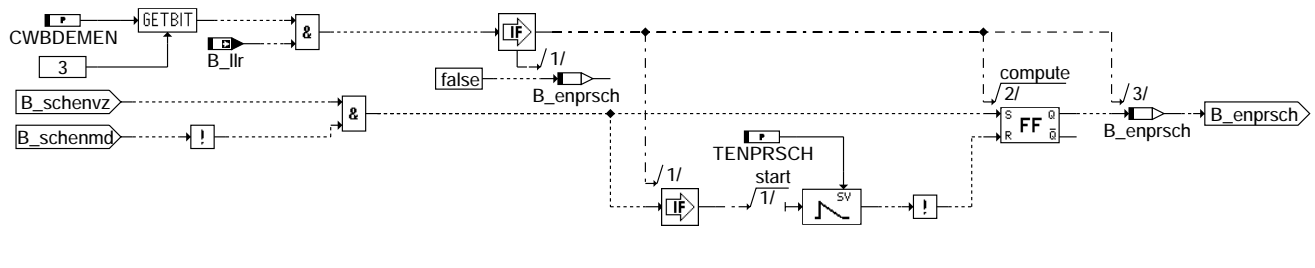 P
GETBIT
CWBDEMEN
3
B_llr
&
IF
/1/
false
B_enprsch
compute
2/
/3/
B_schenvz
B_schenmd
!
&
S
R
FF
Q
Q̅
B_enprsch
B_enprsch
P
TENPRSCH
/1/
start
1/
IF
SV
!